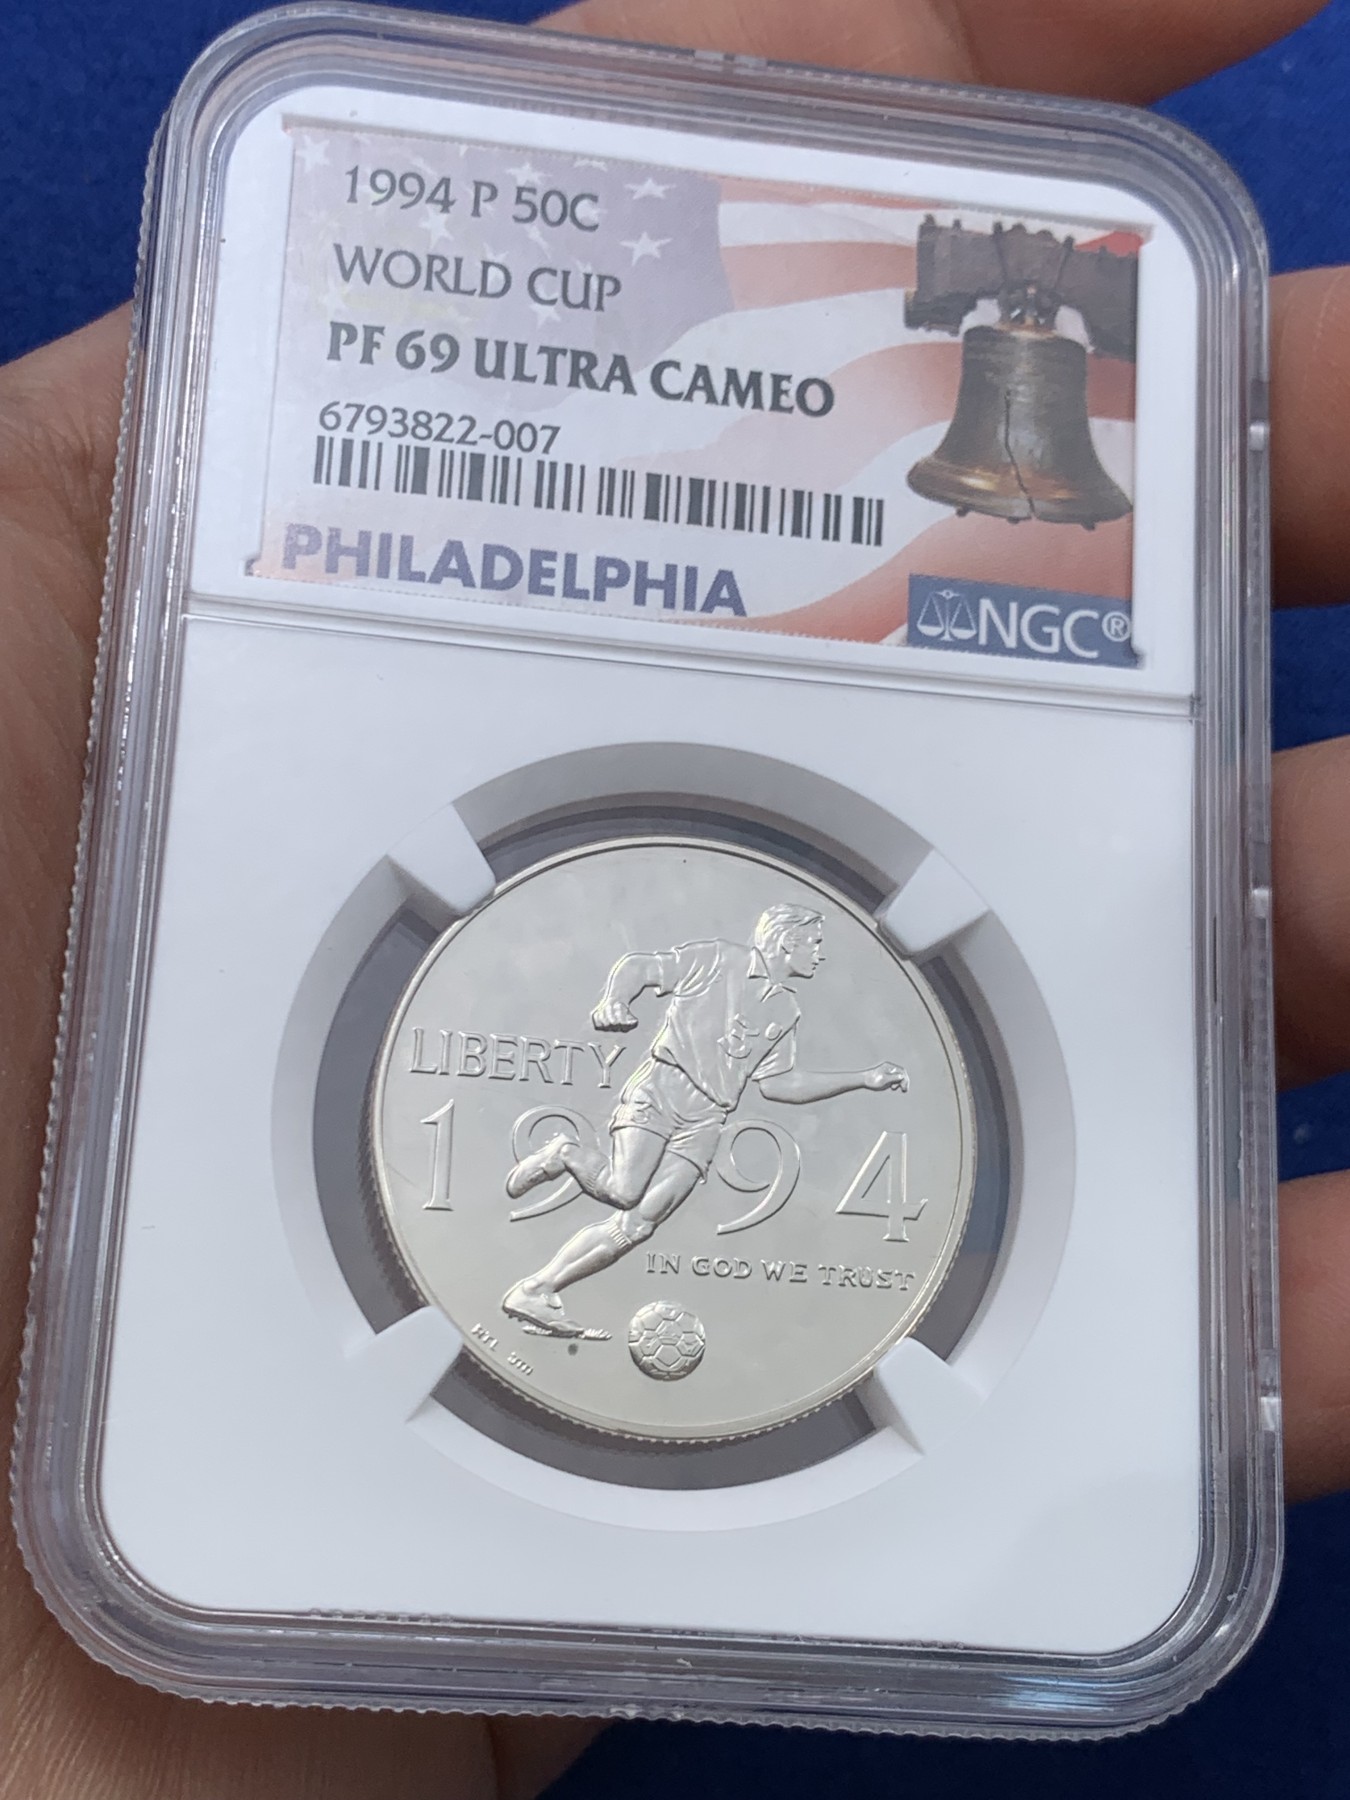 1994 P 50C
WORLD CUP
PF 69 ULTRA CAMEO
6793822-007
PHILADELPHIA
NGC®
LIBERTY
1994
IN GOD WE TRUST